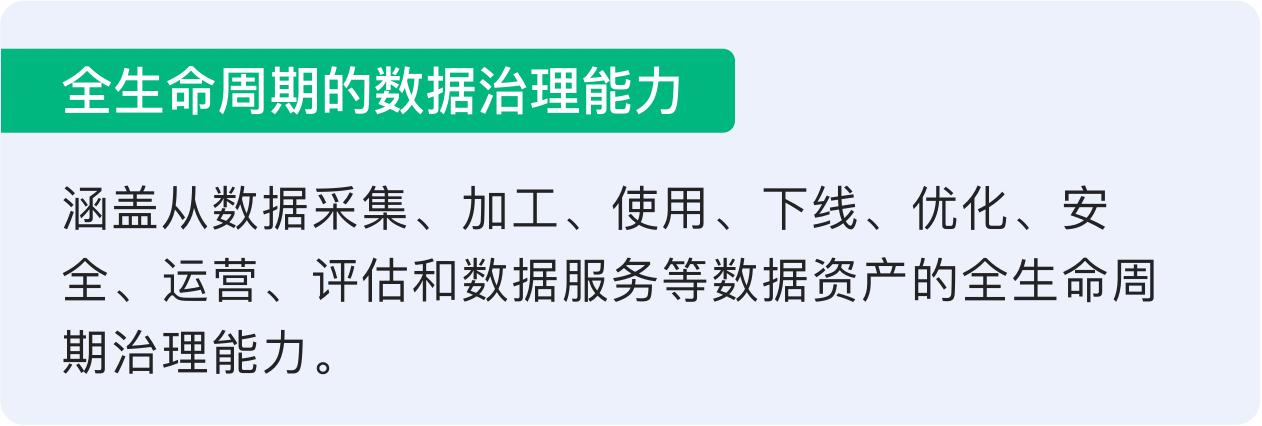 全生命周期的数据治理能力
涵盖从数据采集、加工、使用、下线、优化、安
全、运营、评估和数据服务等数据资产的全生命周
期治理能力。